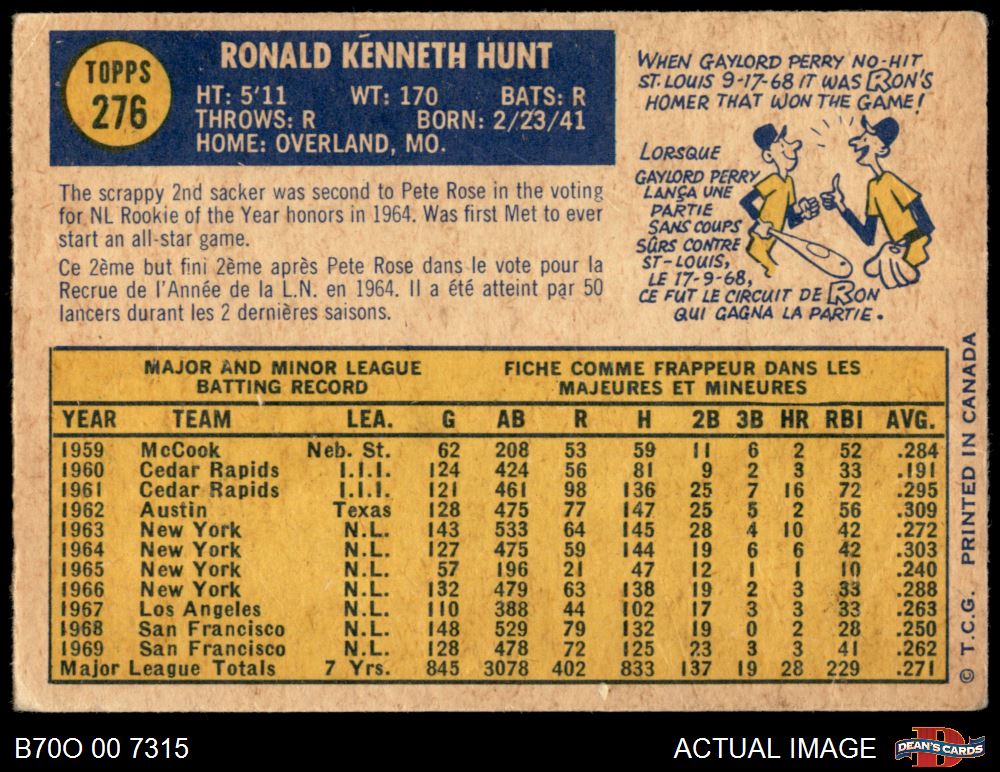 TOPPS
276
RONALD KENNETH HUNT
HT: 5'11 WT: 170 BATS: R
THROWS: R BORN: 2/23/41
HOME: OVERLAND, MO.
The scrappy 2nd sacker was second to Pete Rose in the voting
for NL Rookie of the Year honors in 1964. Was first Met to ever
start an all-star game.
Ce 2ème but fini 2ème après Pete Rose dans le vote pour la
Recrue de l'Année de la L.N. en 1964. Il a été atteint par 50
lancers durant les 2 dernières saisons.
WHEN GAYLORD PERRY NO-HIT
ST. LOUIS 9-17-68 IT WAS RON'S
HOMER THAT WON THE GAME!
LORSQUE
GAYLORD PERRY
LANÇA UNE
PARTIE
SANS COUPS
SÛRS CONTRE
ST-LOUIS,
LE 17-9-68,
CE FUT LE CIRCUIT DE RON
QUI GAGNA LA PARTIE.
MAJOR AND MINOR LEAGUE
BATTING RECORD
FICHE COMME FRAPPEUR DANS LES
MAJEURES ET MINEURES
YEAR TEAM LEA. G AB R H 2B 3B HR RBI AVG.
1959 McCook Neb. St. 62 208 53 59 11 6 2 52 .284
1960 Cedar Rapids I.I.I. 124 424 56 81 9 2 3 33 .191
1961 Cedar Rapids I.I.I. 121 461 98 136 25 7 16 72 .295
1962 Austin Texas 128 475 77 147 25 5 2 56 .309
1963 New York N.L. 143 533 64 145 28 4 10 42 .272
1964 New York N.L. 127 475 59 144 19 6 6 42 .303
1965 New York N.L. 57 196 21 47 12 1 1 10 .240
1966 New York N.L. 132 479 63 138 19 2 3 33 .288
1967 Los Angeles N.L. 110 388 44 102 17 3 3 33 .263
1968 San Francisco N.L. 148 529 79 132 19 0 2 28 .250
1969 San Francisco N.L. 128 478 72 125 23 3 3 41 .262
Major League Totals 7 Yrs. 845 3078 402 833 137 19 28 229 .271
© T.C.G. PRINTED IN CANADA
B70O 00 7315
ACTUAL IMAGE
DEAN'S CARDS